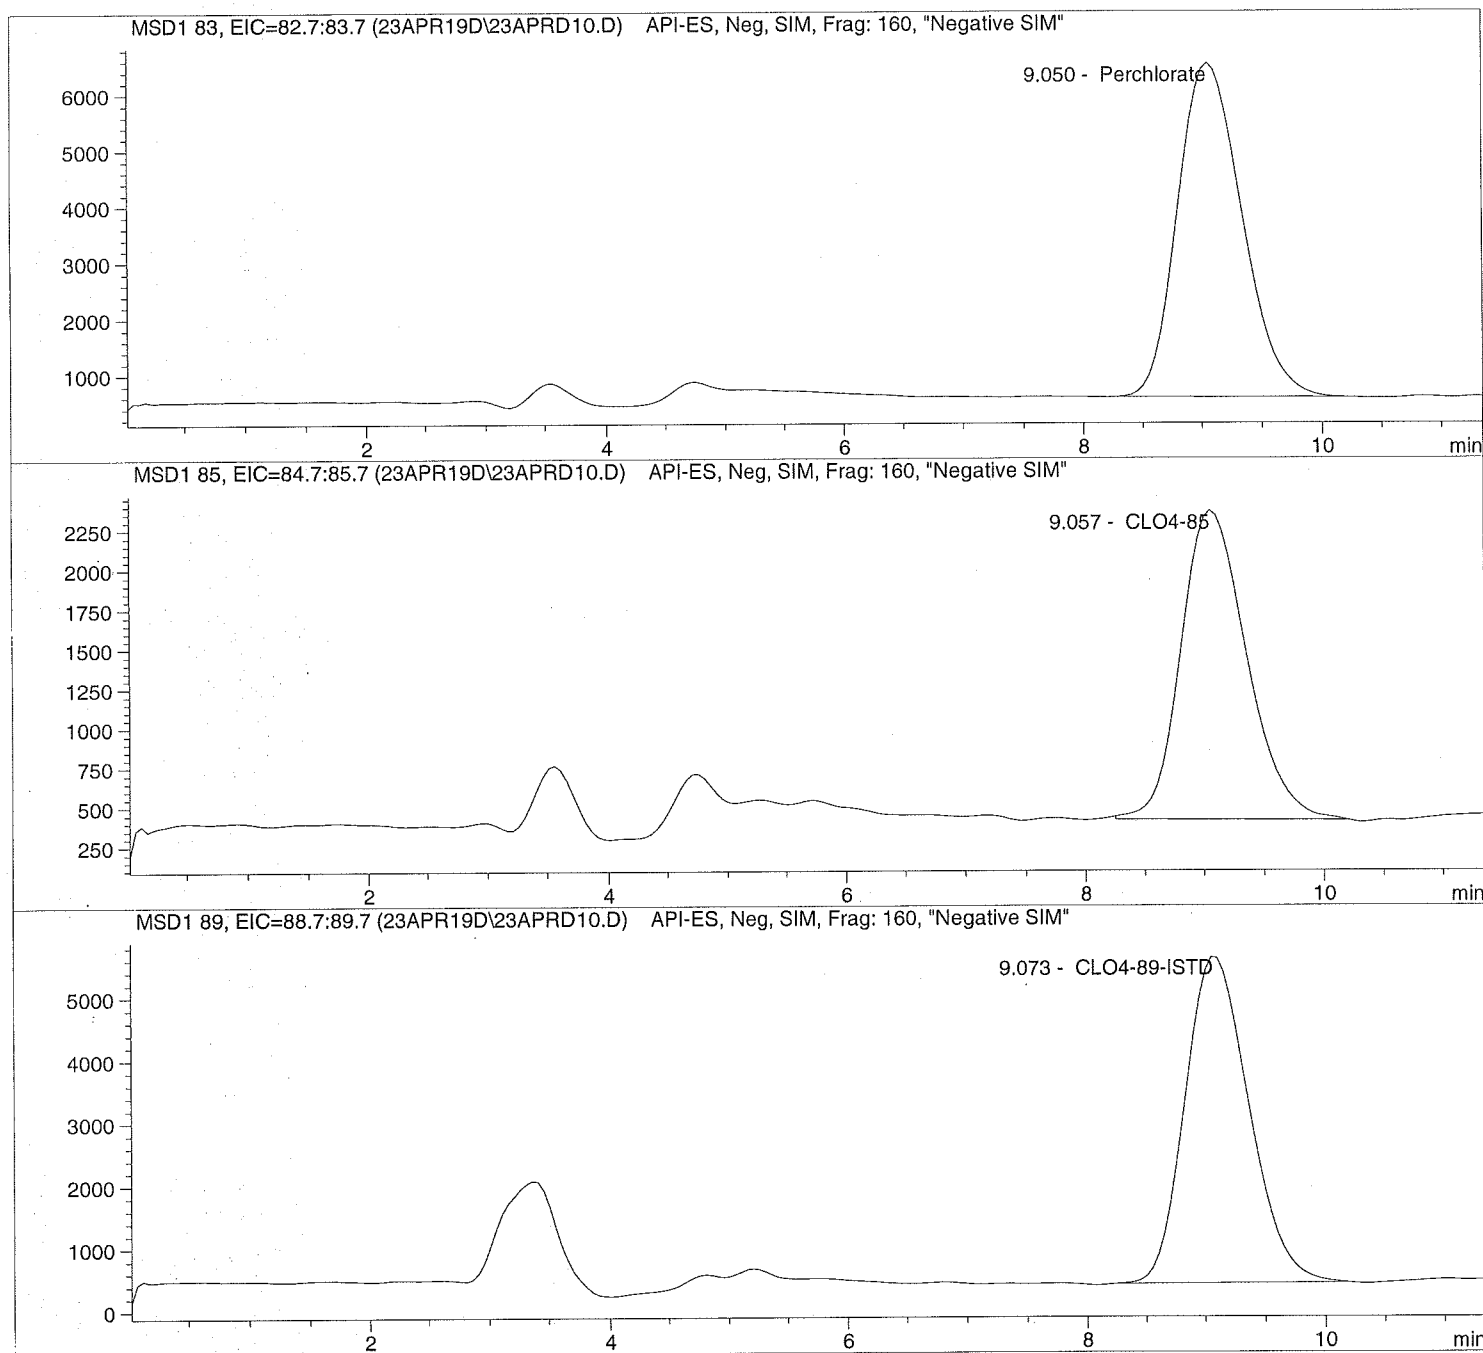 MSD1 83, EIC=82.7:83.7 (23APR19D\23APRD10.D) API-ES, Neg, SIM, Frag: 160, "Negative SIM"
9.050 - Perchlorate
6000
5000
4000
3000
2000
1000
2 4 6 8 10 min
MSD1 85, EIC=84.7:85.7 (23APR19D\23APRD10.D) API-ES, Neg, SIM, Frag: 160, "Negative SIM"
9.057 - CLO4-85
2250
2000
1750
1500
1250
1000
750
500
250
2 4 6 8 10 min
MSD1 89, EIC=88.7:89.7 (23APR19D\23APRD10.D) API-ES, Neg, SIM, Frag: 160, "Negative SIM"
9.073 - CLO4-89-ISTD
5000
4000
3000
2000
1000
0
2 4 6 8 10 min